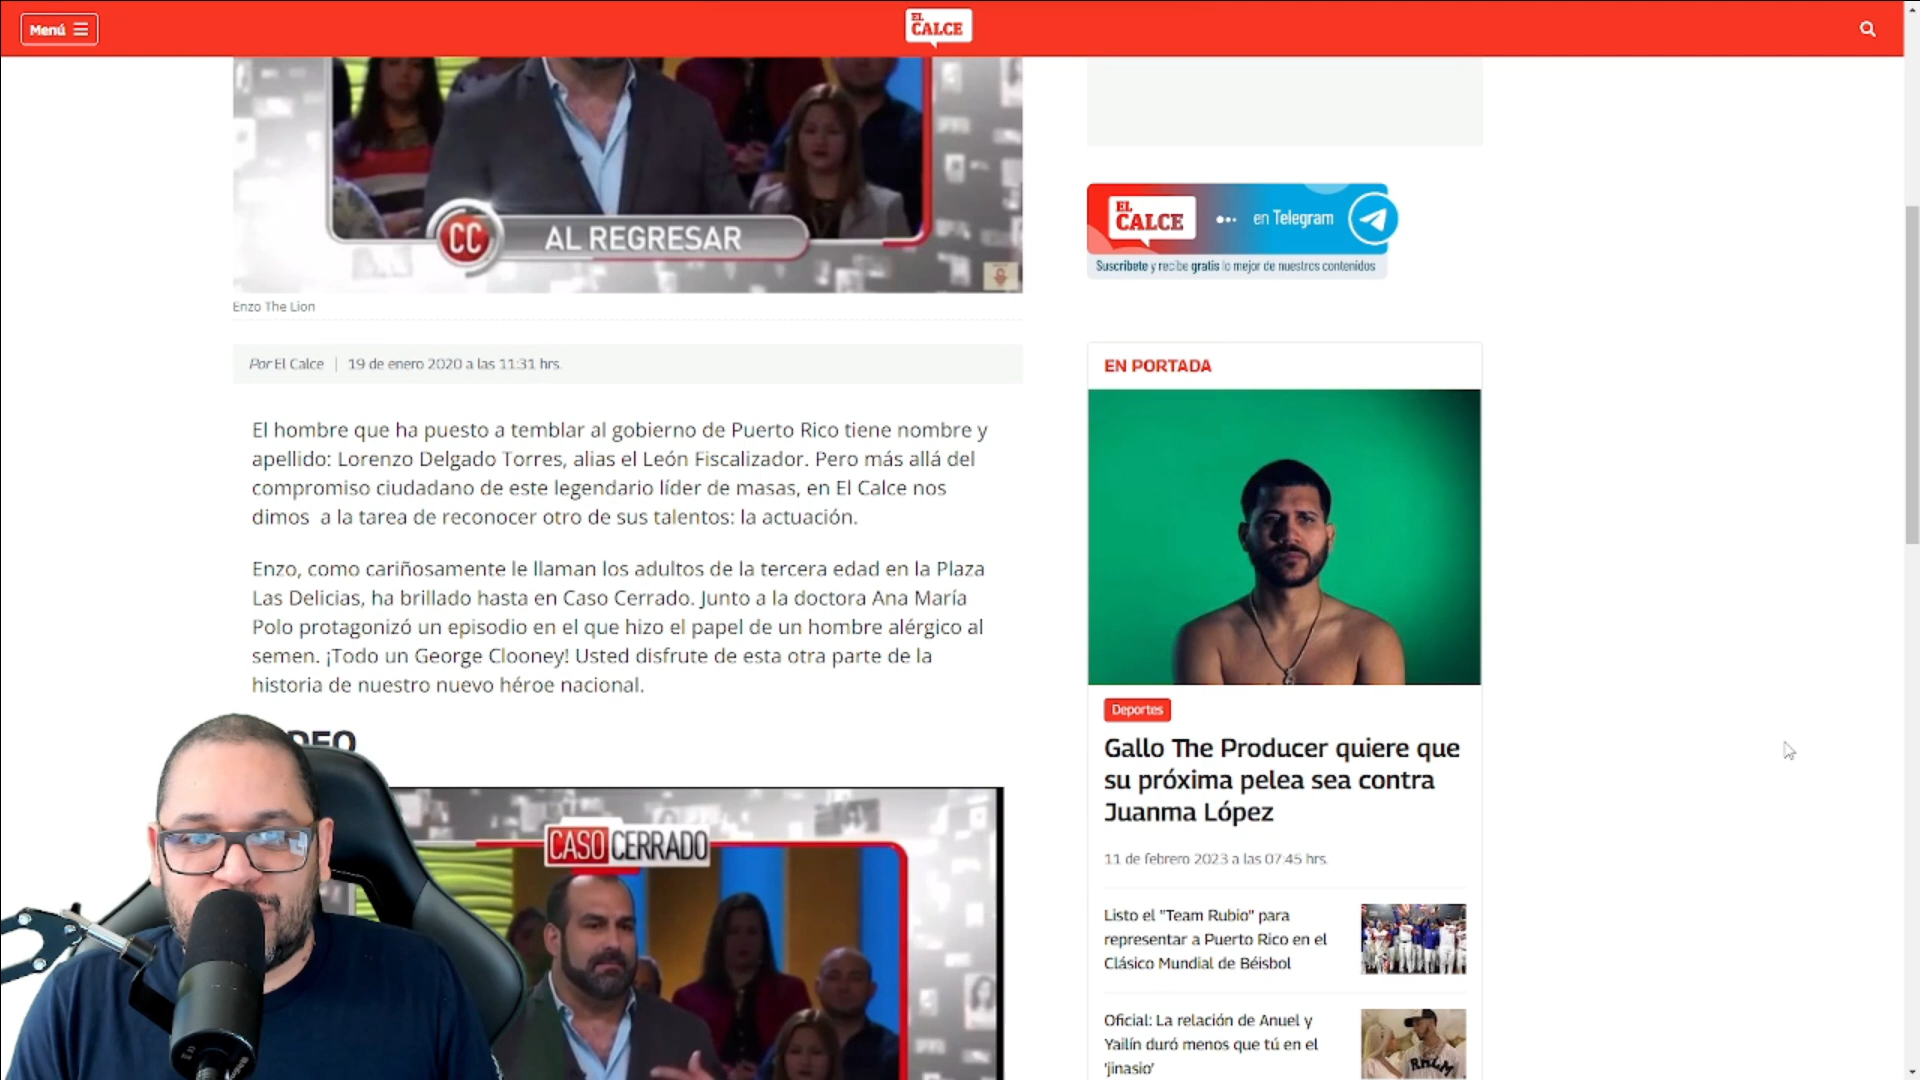 Menú
EL
CALCE
CC
AL REGRESAR
Enzo The Lion
Por El Calce | 19 de enero 2020 a las 11:31 hrs.
El hombre que ha puesto a temblar al gobierno de Puerto Rico tiene nombre y
apellido: Lorenzo Delgado Torres, alias el León Fiscalizador. Pero más allá del
compromiso ciudadano de este legendario líder de masas, en El Calce nos
dimos  a la tarea de reconocer otro de sus talentos: la actuación.
Enzo, como cariñosamente le llaman los adultos de la tercera edad en la Plaza
Las Delicias, ha brillado hasta en Caso Cerrado. Junto a la doctora Ana María
Polo protagonizó un episodio en el que hizo el papel de un hombre alérgico al
semen. ¡Todo un George Clooney! Usted disfrute de esta otra parte de la
historia de nuestro nuevo héroe nacional.
DEO
CASO CERRADO
EL
CALCE
en Telegram
Suscríbete y recibe gratis lo mejor de nuestros contenidos
EN PORTADA
Deportes
Gallo The Producer quiere que
su próxima pelea sea contra
Juanma López
11 de febrero 2023 a las 07:45 hrs.
Listo el "Team Rubio" para
representar a Puerto Rico en el
Clásico Mundial de Béisbol
Oficial: La relación de Anuel y
Yailín duró menos que tú en el
'jinasio'